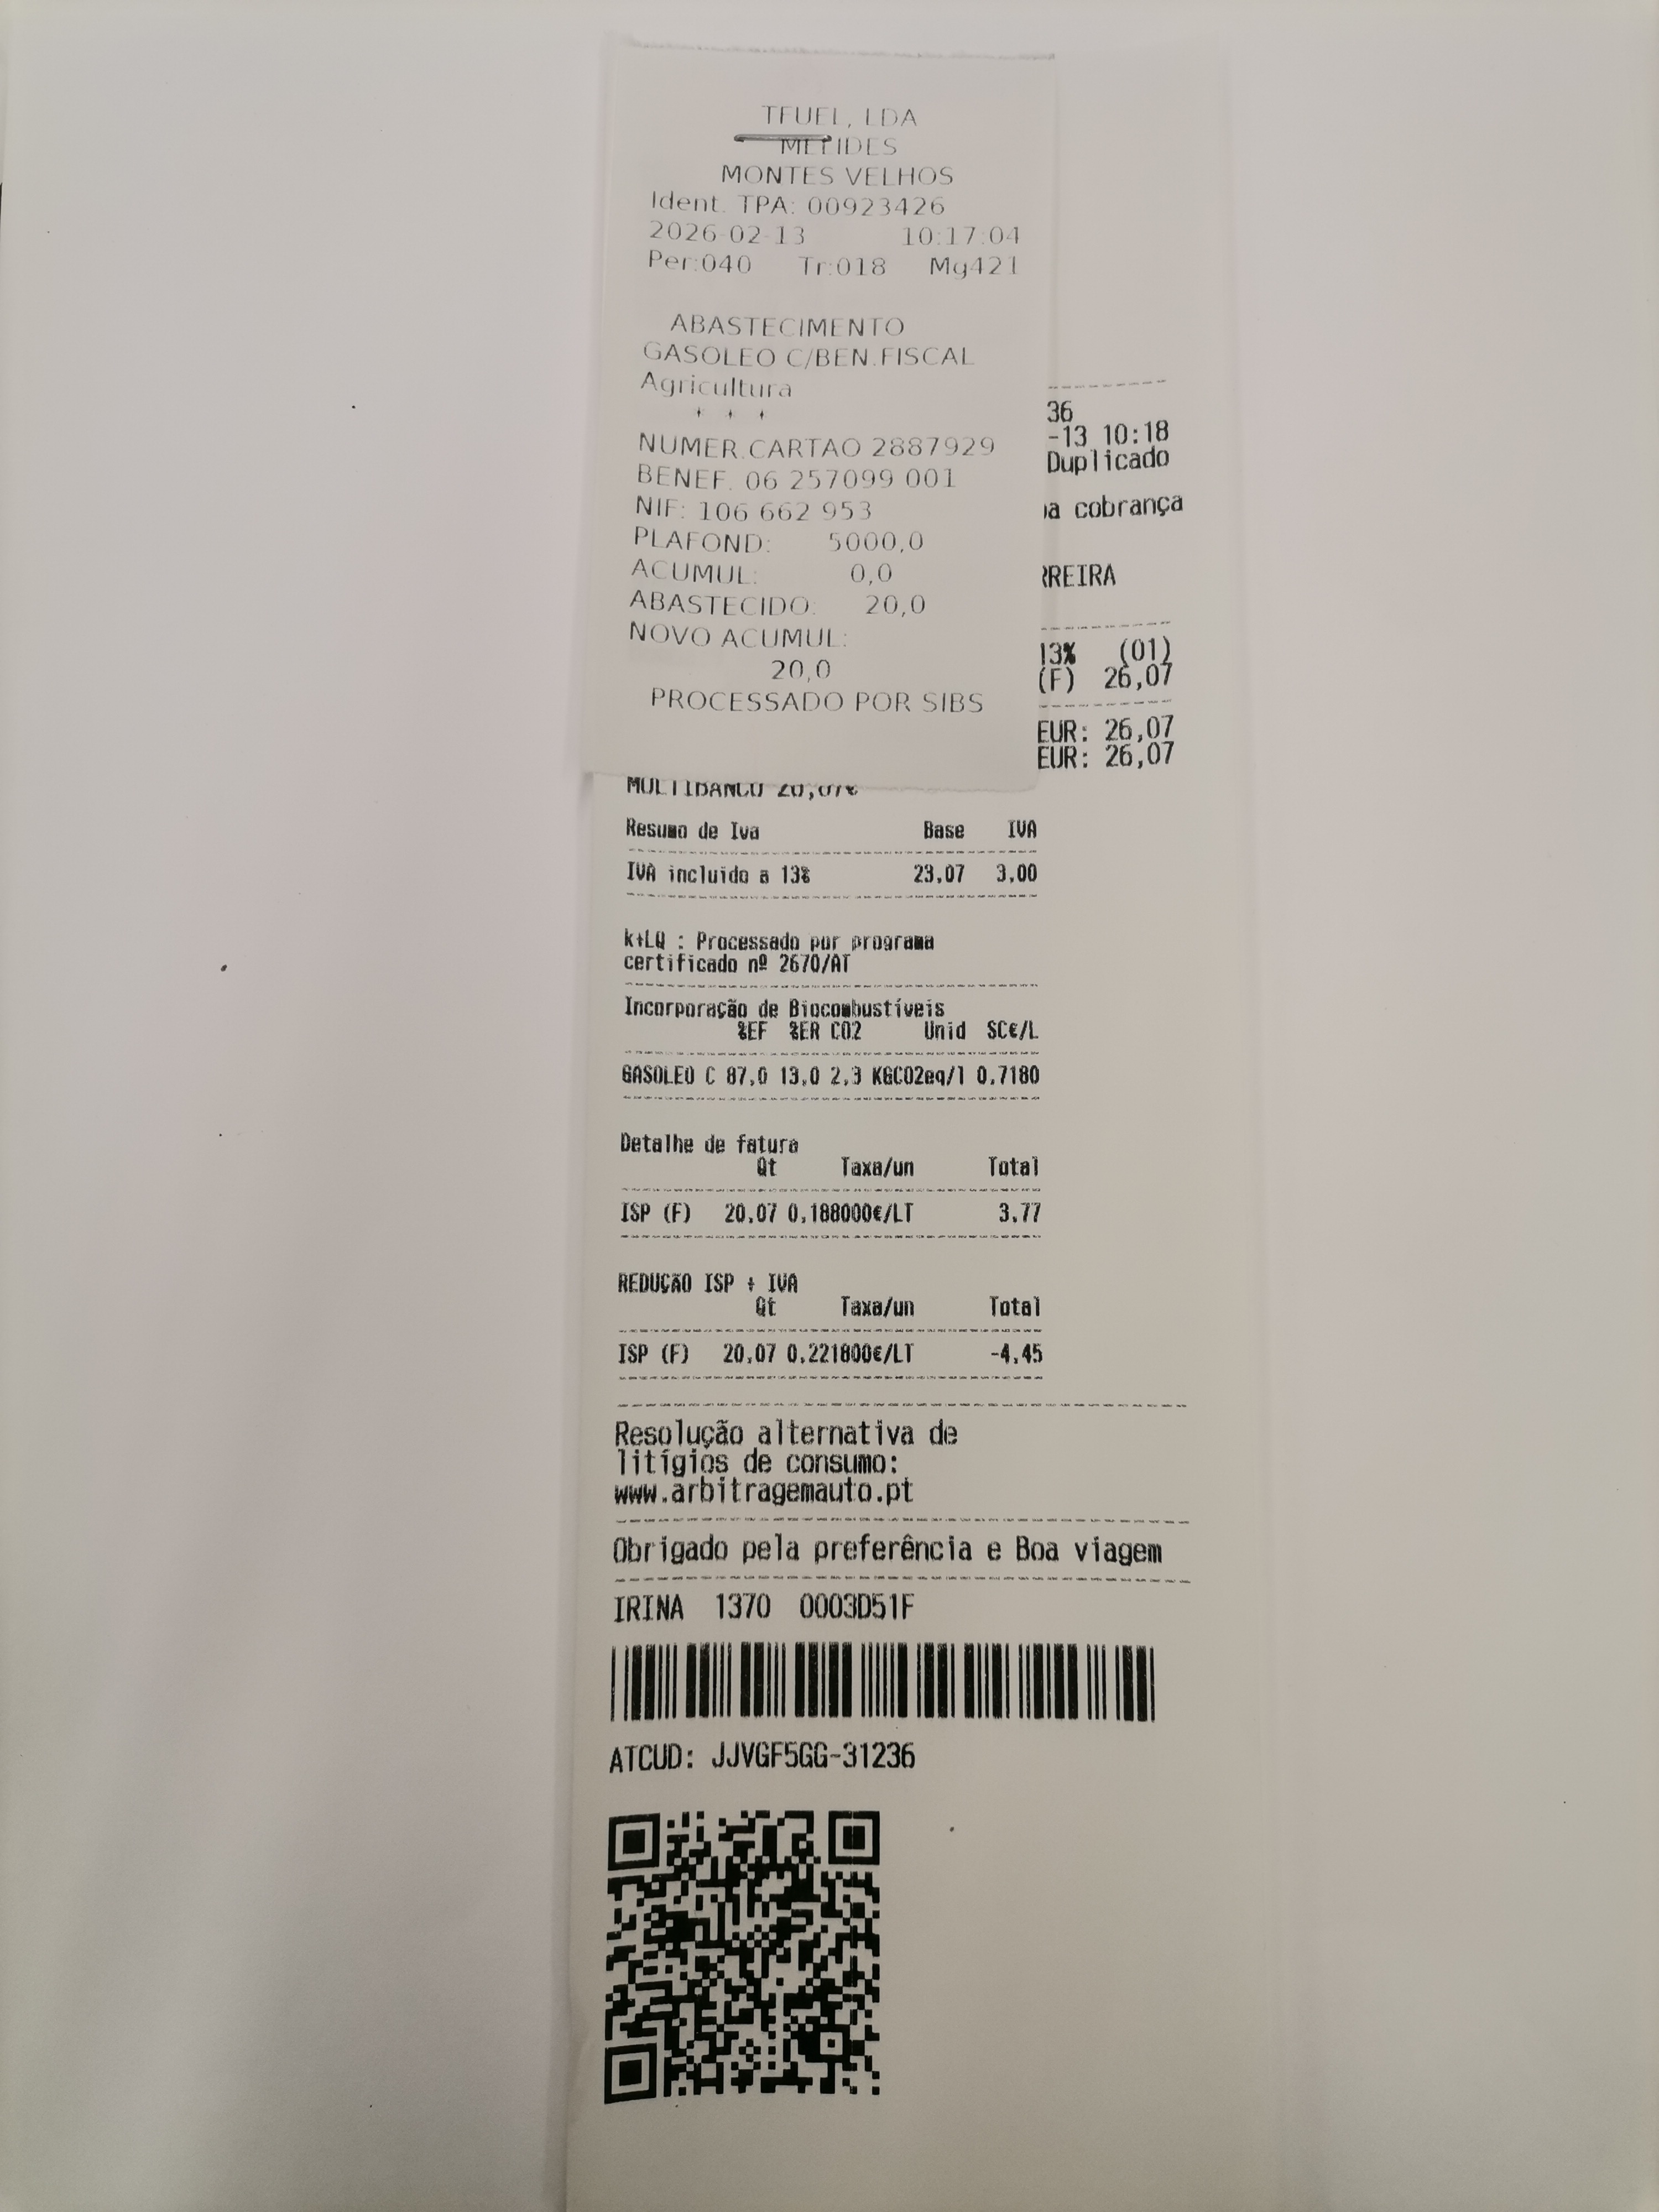 TFUEL, LDA
MELIDES
MONTES VELHOS
Ident. TPA: 00923426
2026-02-13 10:17:04
Per:040 Tr:018 Mg421
ABASTECIMENTO
GASOLEO C/BEN.FISCAL
Agricultura
+ + +
NUMER.CARTAO 2887929
BENEF. 06 257099 001
NIF: 106 662 953
PLAFOND: 5000,0
ACUMUL: 0,0
ABASTECIDO: 20,0
NOVO ACUMUL:
20,0
PROCESSADO POR SIBS
36
-13 10:18
Duplicado
cobrança
RREIRA
13% (01)
(F) 26,07
EUR: 26,07
EUR: 26,07
MULTIBANCO
Resumo de Iva Base IVA
IVA incluido a 13% 23,07 3,00
k+LQ : Processado por programa
certificado nº 2670/AT
Incorporação de Biocombustíveis
%EF %ER CO2 Unid SC€/L
GASOLEO C 87,0 13,0 2,3 KGCO2eq/l 0,7180
Detalhe de fatura
Qt Taxa/un Total
ISP (F) 20,07 0,188000€/LT 3,77
REDUÇÃO ISP + IVA
Qt Taxa/un Total
ISP (F) 20,07 0,221800€/LT -4,45
Resolução alternativa de
litígios de consumo:
www.arbitragemauto.pt
Obrigado pela preferência e Boa viagem
IRINA 1370 0003D51F
ATCUD: JJVGF5GG-31236